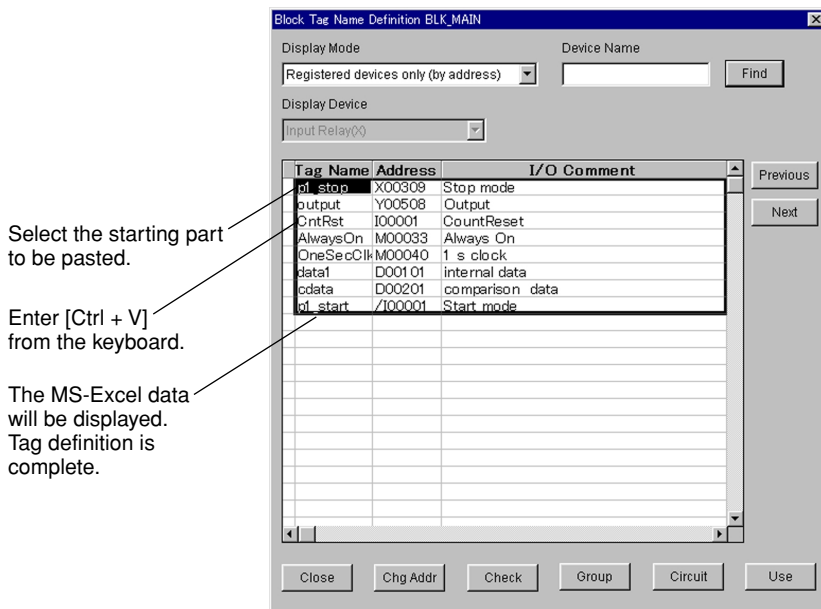 Block Tag Name Definition BLK_MAIN
Display Mode
Device Name
Registered devices only (by address)
Find
Display Device
Input Relay(X)
Tag Name Address I/O Comment
p1_stop X00309 Stop mode
output Y00508 Output
CntRst I00001 CountReset
AlwaysOn M00033 Always On
OneSecClk M00040 1 s clock
data1 D00101 internal data
cdata D00201 comparison data
p1_start /I00001 Start mode
Previous
Next
Select the starting part
to be pasted.
Enter [Ctrl + V]
from the keyboard.
The MS-Excel data
will be displayed.
Tag definition is
complete.
Close Chg Addr Check Group Circuit Use